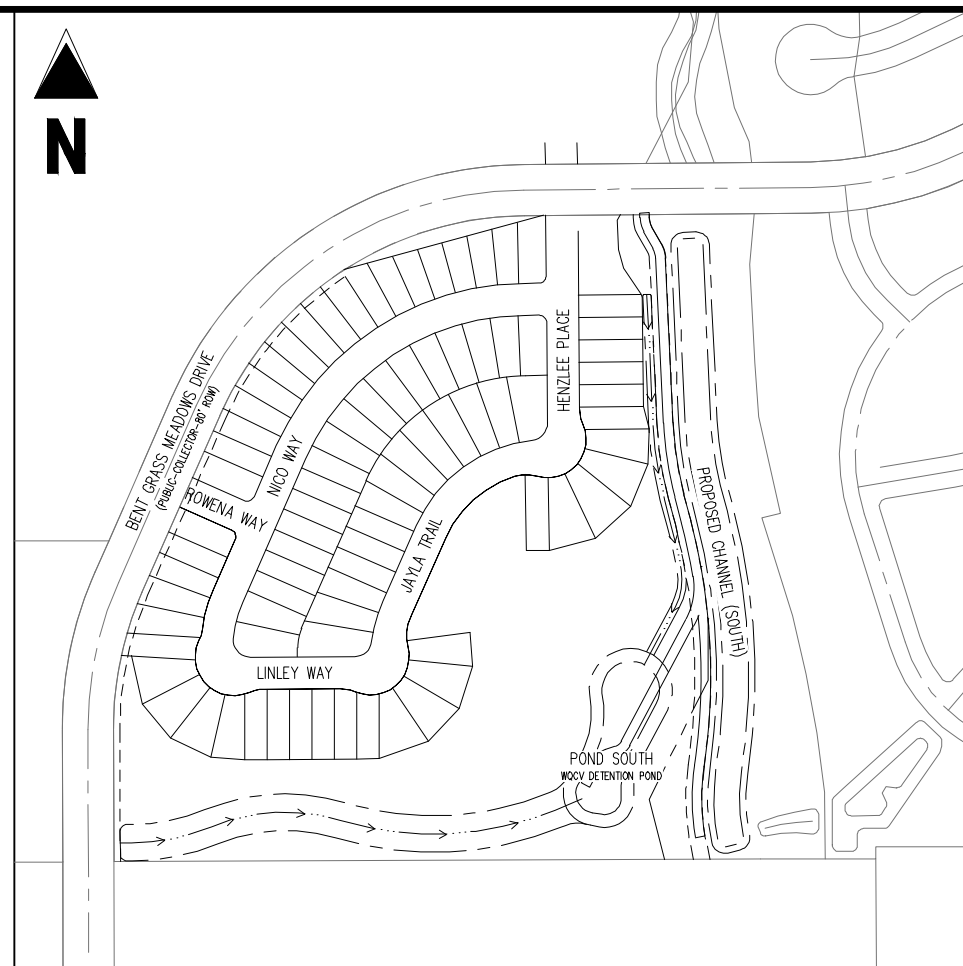 N
HENZLEE PLACE
BENT GRASS MEADOWS DRIVE
(PUBLIC-COLLECTOR-80' ROW)
NICO WAY
ROWENA WAY
JAYLA TRAIL
PROPOSED CHANNEL (SOUTH)
LINLEY WAY
POND SOUTH
WQCV DETENTION POND